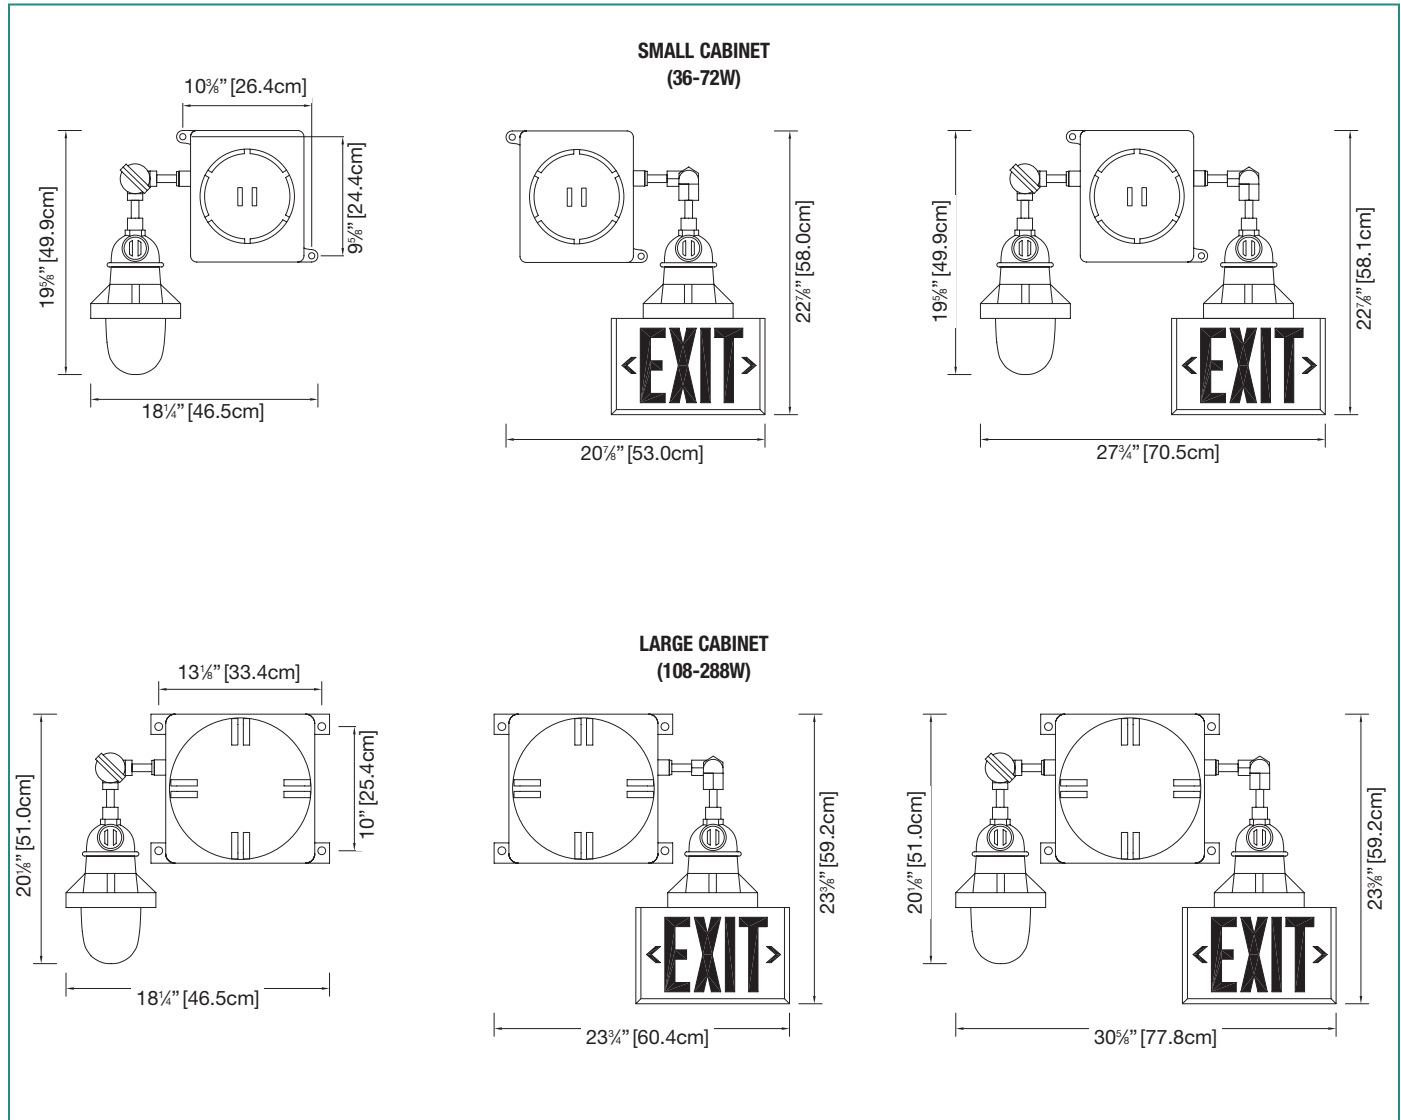 SMALL CABINET
(36-72W)
10⅜” [26.4cm]
19⅝” [49.9cm]
9⅝” [24.4cm]
18¼” [46.5cm]
EXIT
22⅞” [58.0cm]
20⅞” [53.0cm]
19⅝” [49.9cm]
EXIT
22⅞” [58.1cm]
27¾” [70.5cm]
LARGE CABINET
(108-288W)
13⅛” [33.4cm]
20⅛” [51.0cm]
10” [25.4cm]
18¼” [46.5cm]
EXIT
23⅜” [59.2cm]
23¾” [60.4cm]
20⅛” [51.0cm]
EXIT
23⅜” [59.2cm]
30⅝” [77.8cm]